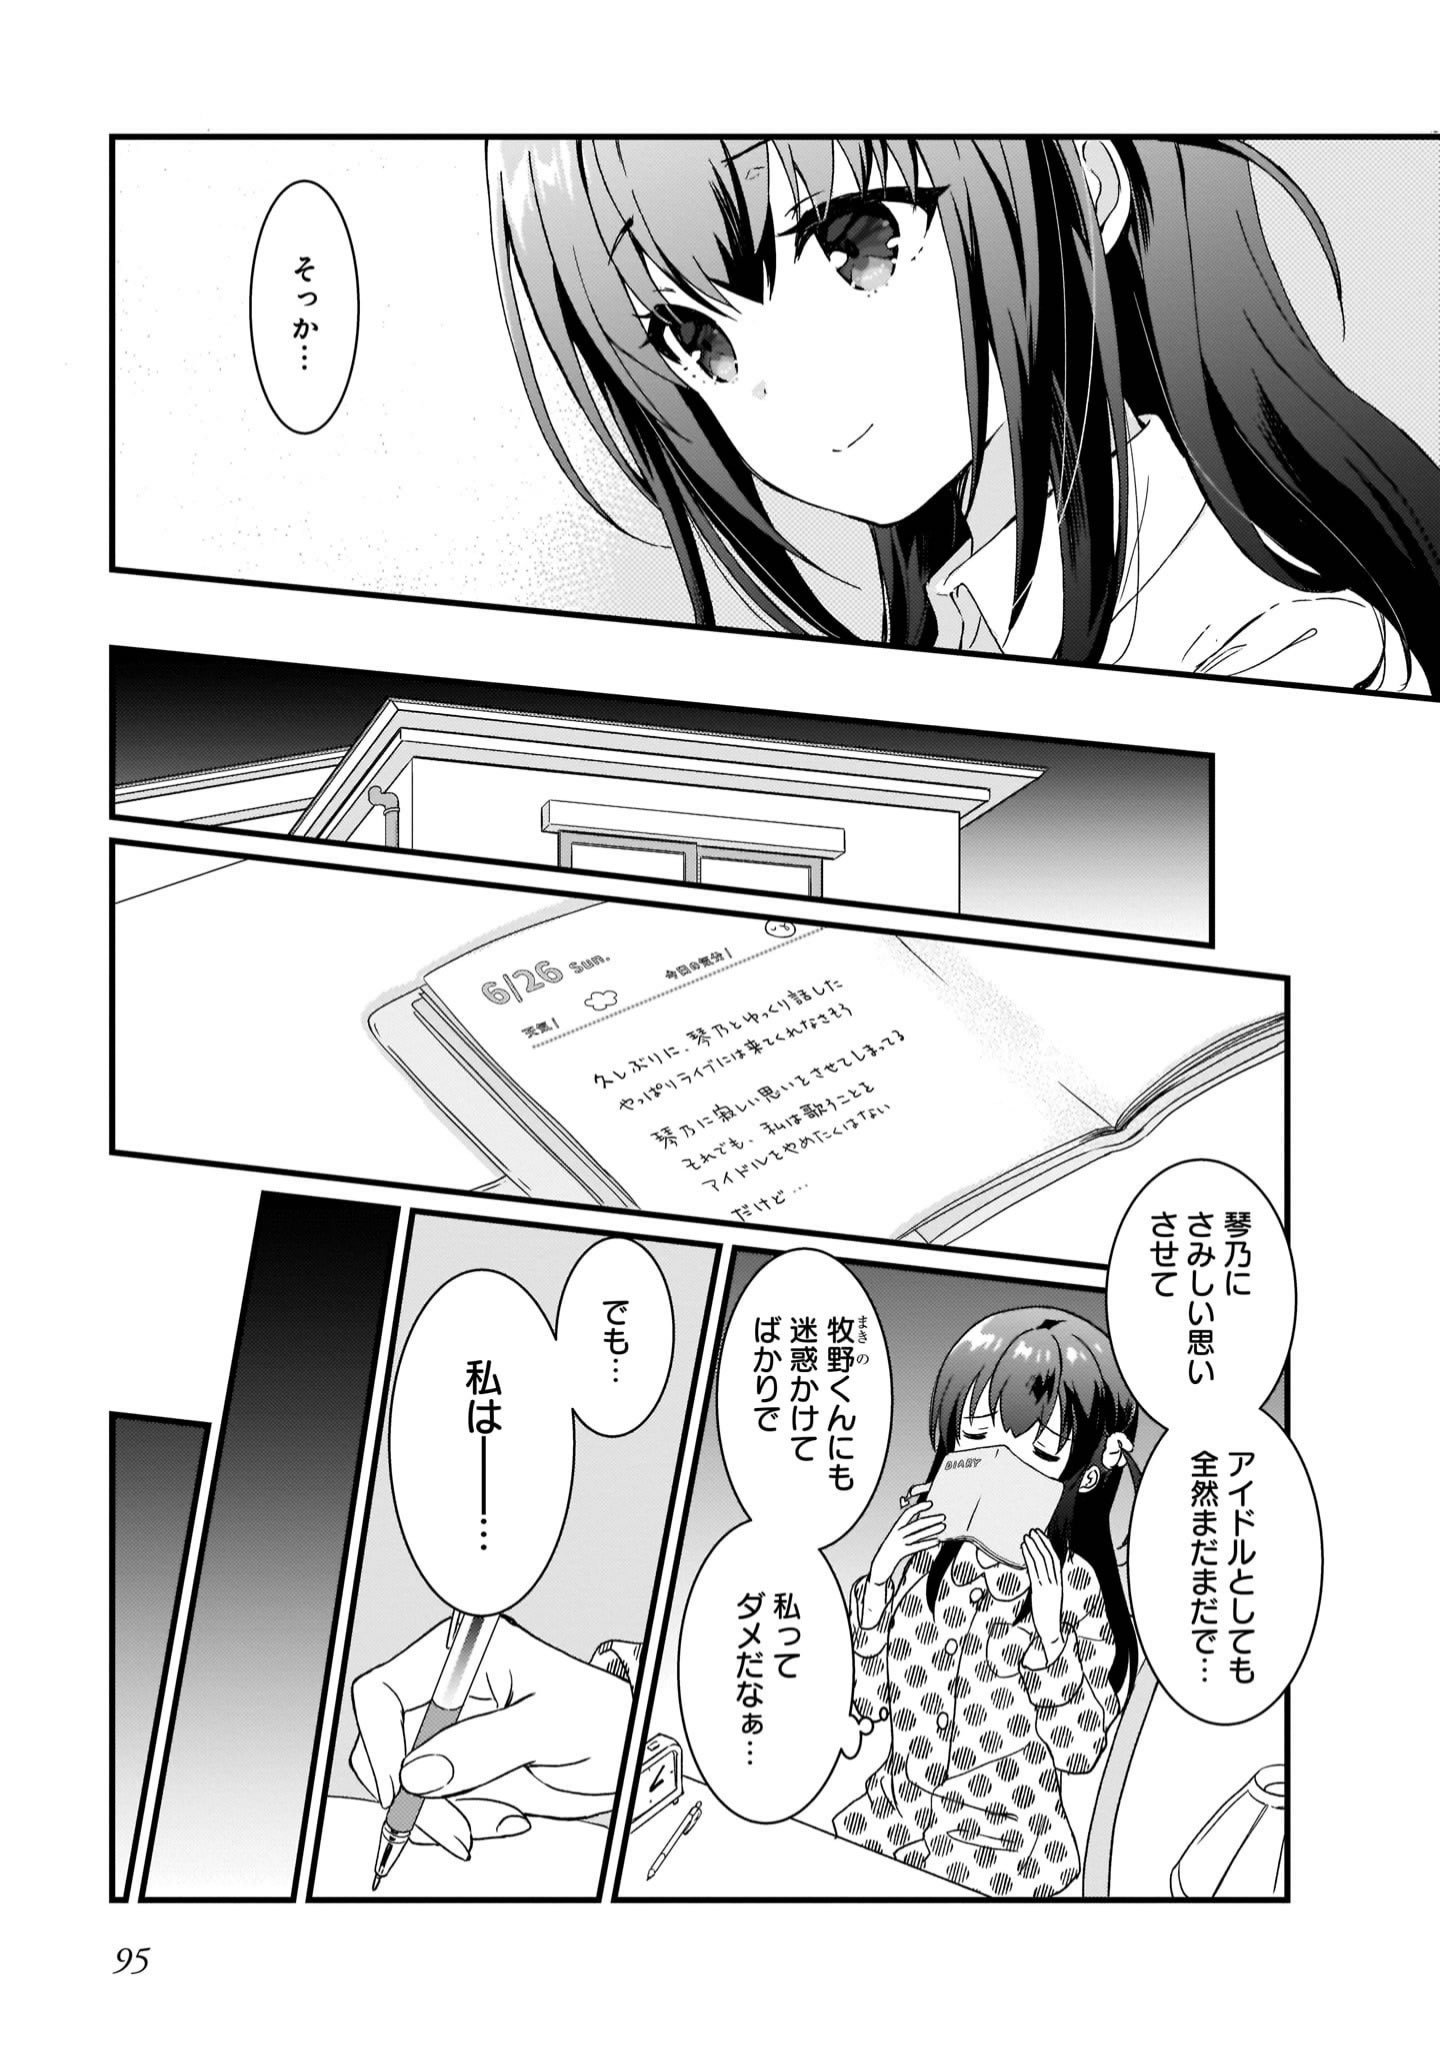 そっか…
6/26 Sun.
今日の気分！
天気！
久しぶりに、琴乃とゆっくり話した
やっぱりライブには来てくれなさそう
琴乃に寂しい思いをさせてしまってる
それでも、私は歌うことを
アイドルをやめたくはない
だけど…
琴乃に
さみしい思い
させて
アイドルとしても
全然まだまだで…
DIARY
牧野くんにも
まきの
迷惑かけて
ばかりで
私って
ダメだなぁ…
でも…
私は――…
95